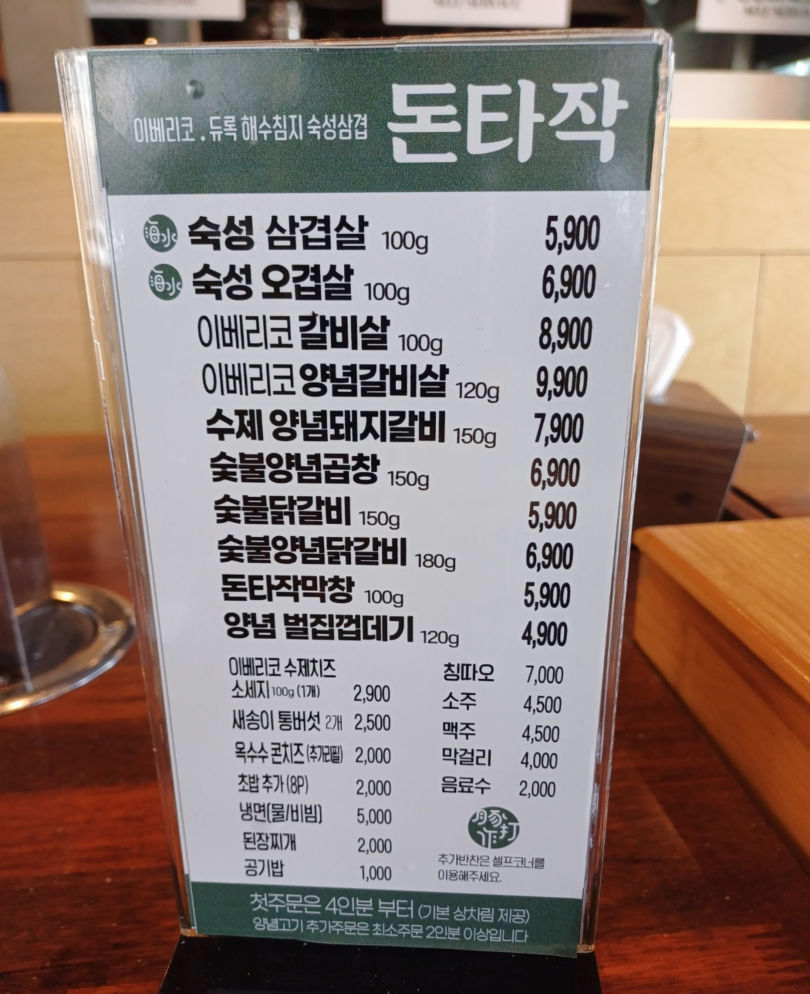 이베리코 . 듀록 해수침지 숙성삼겹 돈타작
海水 숙성 삼겹살 100g 5,900
海水 숙성 오겹살 100g 6,900
이베리코 갈비살 100g 8,900
이베리코 양념갈비살 120g 9,900
수제 양념돼지갈비 150g 7,900
숯불양념곱창 150g 6,900
숯불닭갈비 150g 5,900
숯불양념닭갈비 180g 6,900
돈타작막창 100g 5,900
양념 벌집껍데기 120g 4,900
이베리코 수제치즈
소세지 100g (1개) 2,900
새송이 통버섯 2개 2,500
옥수수 콘치즈 (추가리필) 2,000
초밥 추가 (8P) 2,000
냉면(물/비빔) 5,000
된장찌개 2,000
공기밥 1,000
칭따오 7,000
소주 4,500
맥주 4,500
막걸리 4,000
음료수 2,000
豚打作
추가반찬은 셀프코너를
이용해주세요.
첫주문은 4인분 부터 (기본 상차림 제공)
양념고기 추가주문은 최소주문 2인분 이상입니다